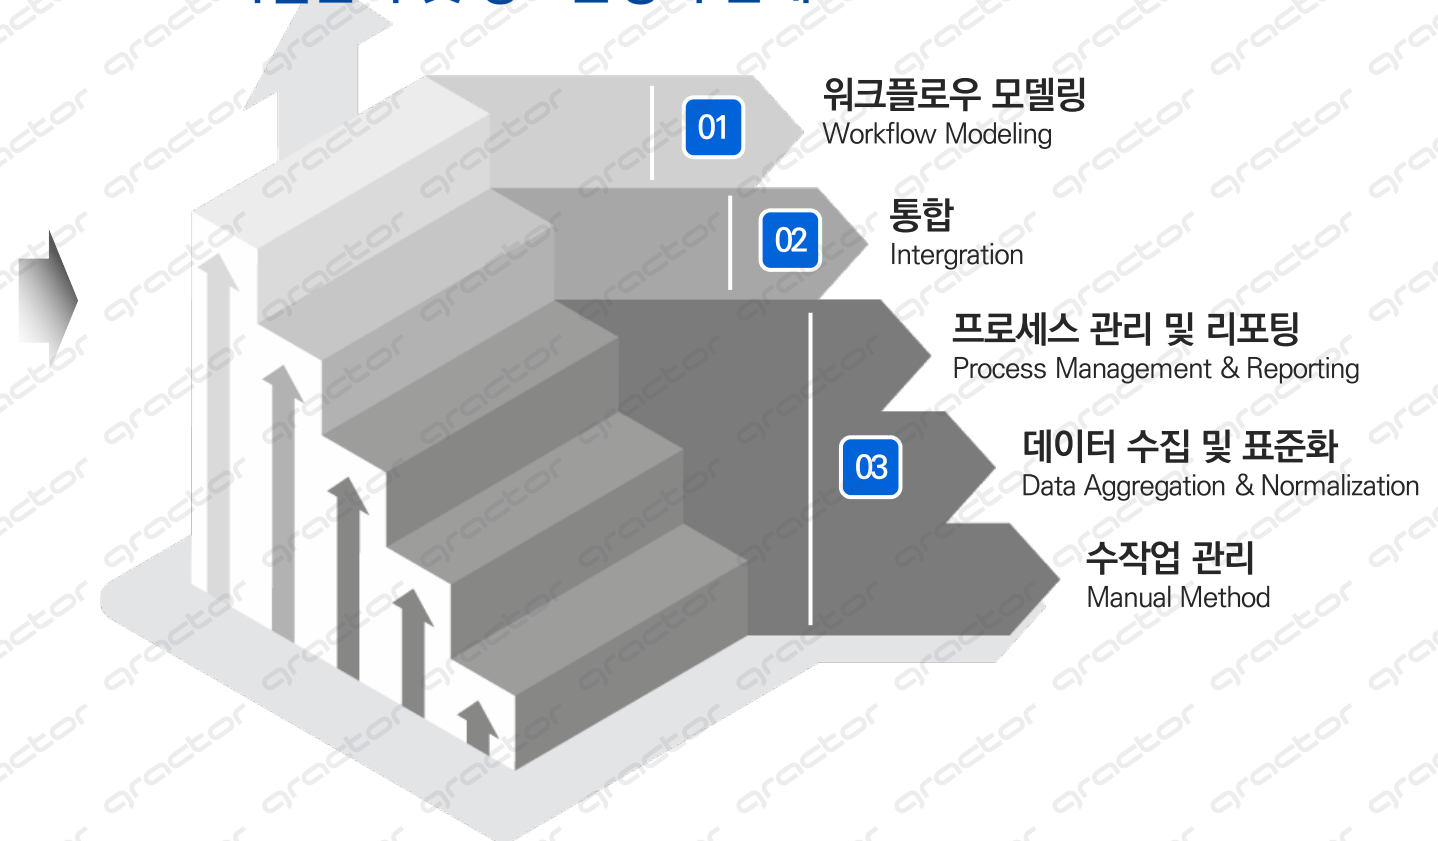 01
워크플로우 모델링
Workflow Modeling
02
통합
Intergration
프로세스 관리 및 리포팅
Process Management & Reporting
03
데이터 수집 및 표준화
Data Aggregation & Normalization
수작업 관리
Manual Method
gractor